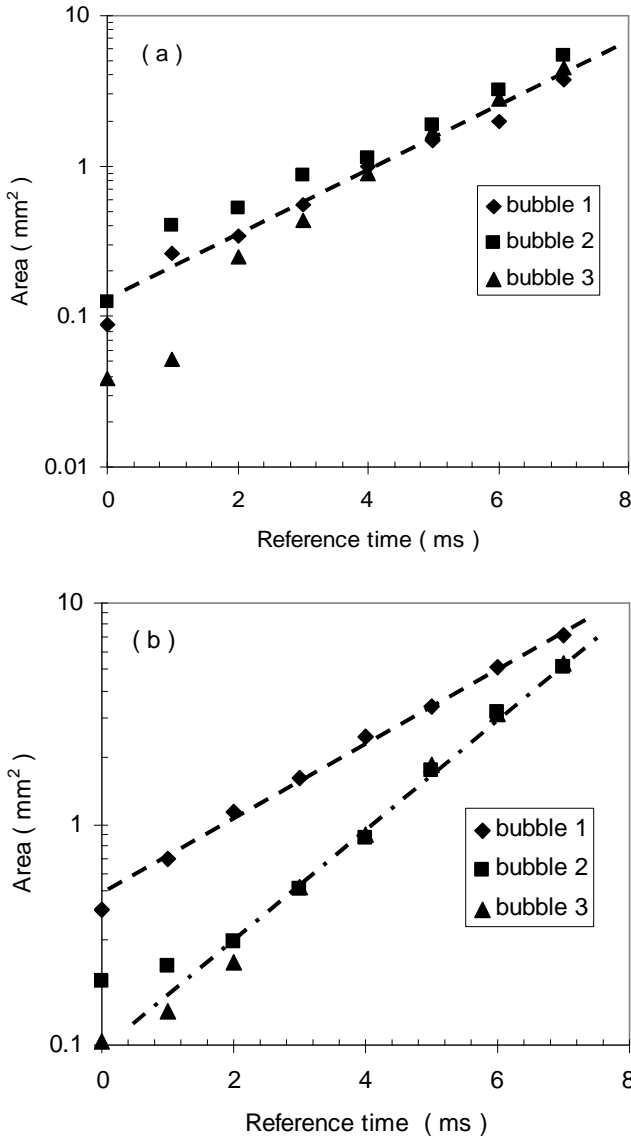 10
( a )
1
Area ( mm²)
bubble 1
bubble 2
bubble 3
0.1
0.01
0 2 4 6 8
Reference time ( ms )
10
( b )
Area ( mm²)
1
bubble 1
bubble 2
bubble 3
0.1
0 2 4 6 8
Reference time ( ms )